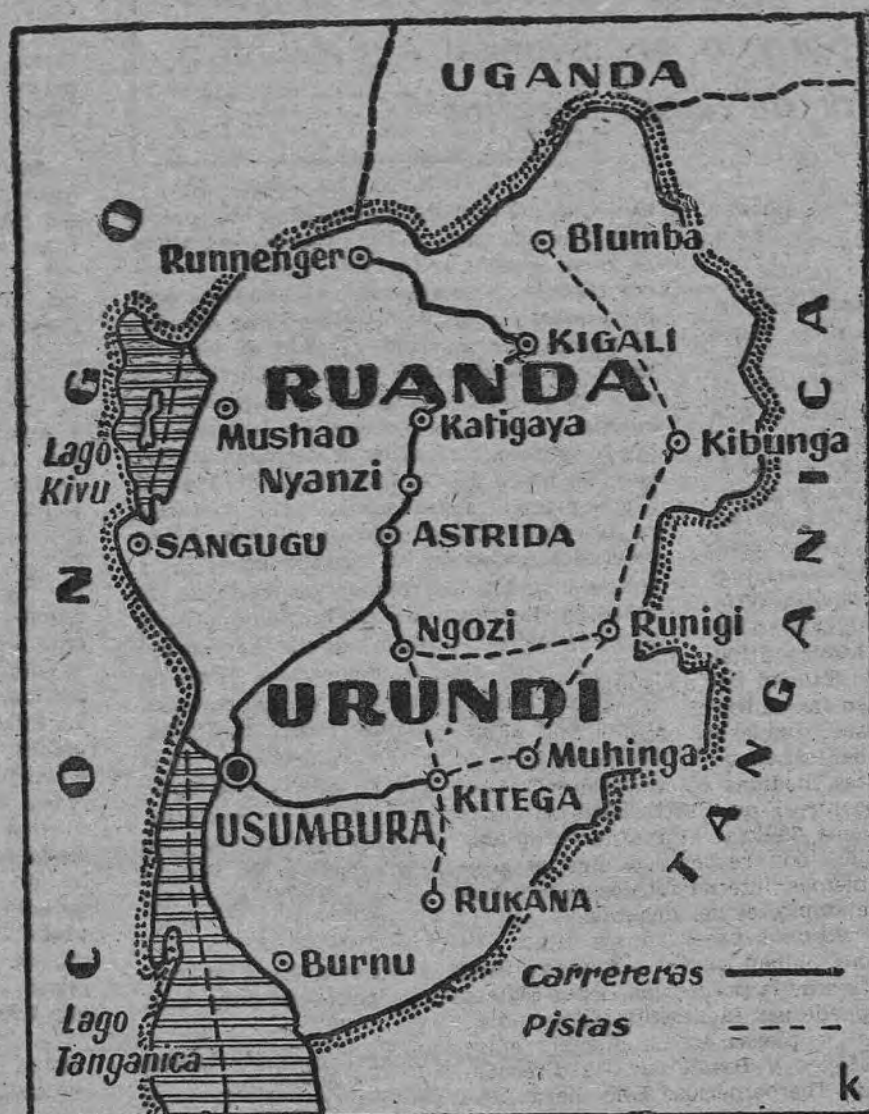 UGANDA
CONGO
TANGANICA
Blumba
Runnenger
KIGALI
RUANDA
Mushao
Katigaya
Kibunga
Lago
Kivu
Nyanzi
SANGUGU
ASTRIDA
Ngozi
Runigi
URUNDI
Muhinga
KITEGA
USUMBURA
RUKANA
Burnu
Carreteras
Pistas
Lago
Tanganica
k